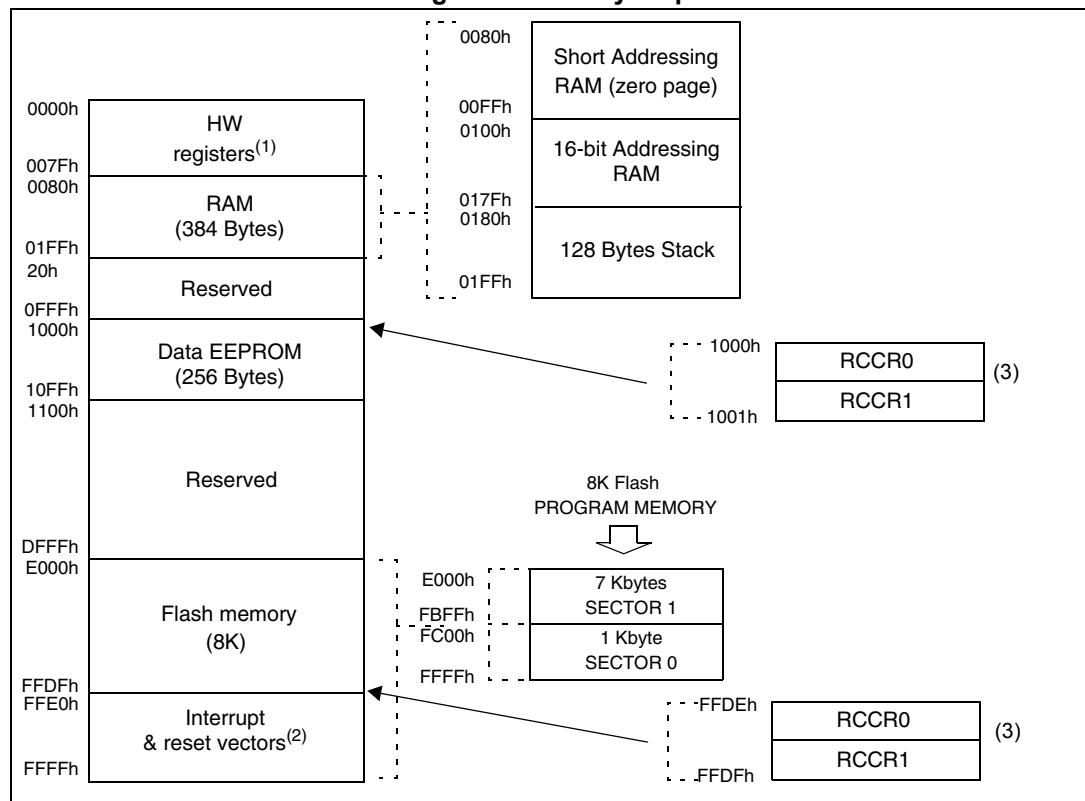 0000h
HW
registers(1)
007Fh
0080h
RAM
(384 Bytes)
01FFh
20h
Reserved
0FFFh
1000h
Data EEPROM
(256 Bytes)
10FFh
1100h
Reserved
DFFFh
E000h
Flash memory
(8K)
FFDFh
FFE0h
Interrupt
& reset vectors(2)
FFFFh
0080h
Short Addressing
RAM (zero page)
00FFh
0100h
16-bit Addressing
RAM
017Fh
0180h
128 Bytes Stack
01FFh
1000h
RCCR0
RCCR1
1001h
(3)
8K Flash
PROGRAM MEMORY
E000h
7 Kbytes
SECTOR 1
FBFFh
FC00h
1 Kbyte
SECTOR 0
FFFFh
FFDEh
RCCR0
RCCR1
FFDFh
(3)